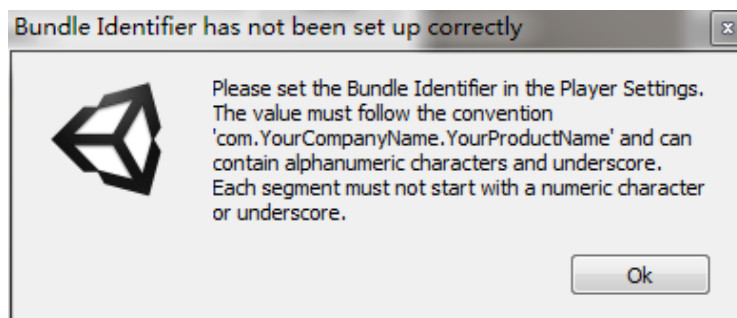 Bundle Identifier has not been set up correctly
Please set the Bundle Identifier in the Player Settings.
The value must follow the convention
'com.YourCompanyName.YourProductName' and can
contain alphanumeric characters and underscore.
Each segment must not start with a numeric character
or underscore.
Ok